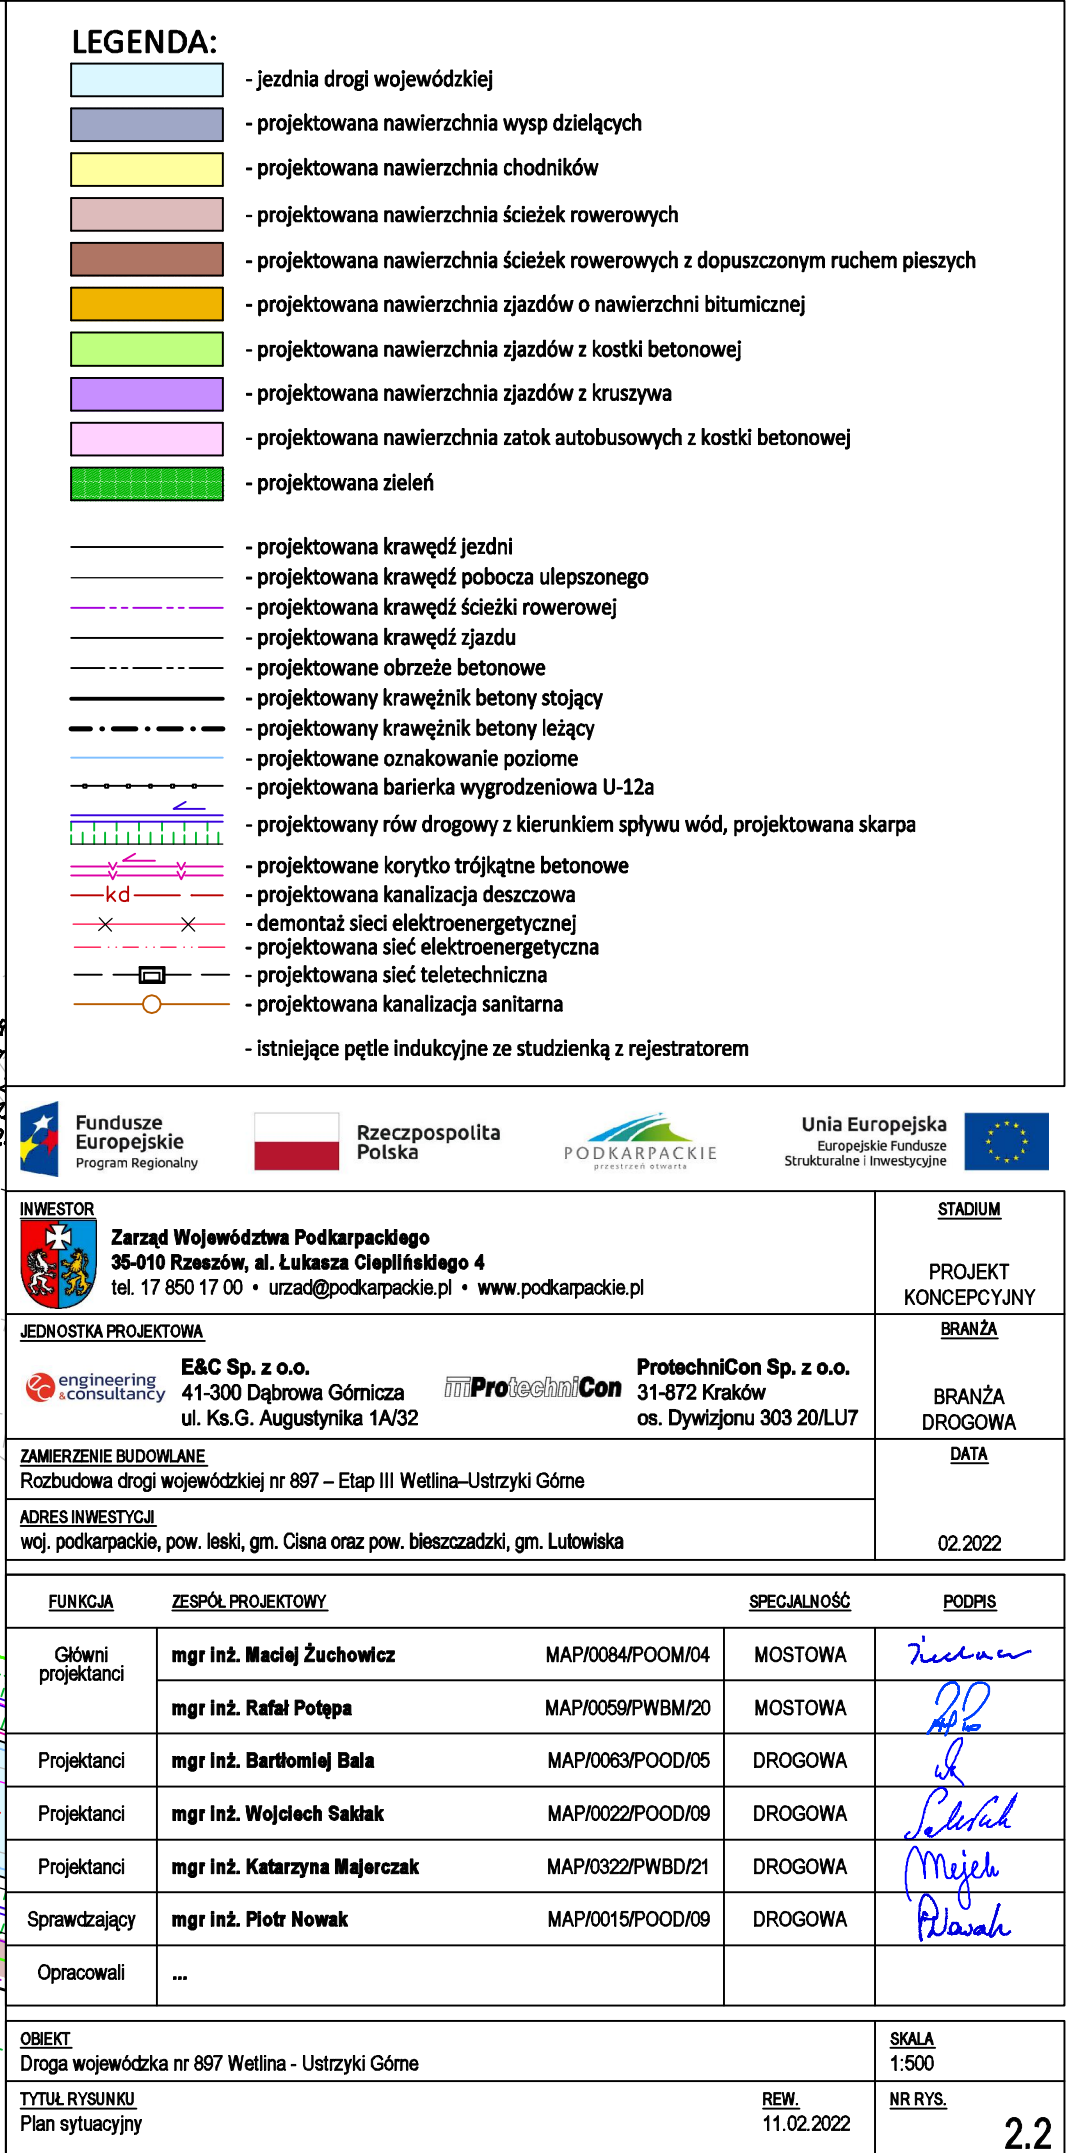 LEGENDA:
- jezdnia drogi wojewódzkiej
- projektowana nawierzchnia wysp dzielących
- projektowana nawierzchnia chodników
- projektowana nawierzchnia ścieżek rowerowych
- projektowana nawierzchnia ścieżek rowerowych z dopuszczonym ruchem pieszych
- projektowana nawierzchnia zjazdów o nawierzchni bitumicznej
- projektowana nawierzchnia zjazdów z kostki betonowej
- projektowana nawierzchnia zjazdów z kruszywa
- projektowana nawierzchnia zatok autobusowych z kostki betonowej
- projektowana zieleń
- projektowana krawędź jezdni
- projektowana krawędź pobocza ulepszonego
- projektowana krawędź ścieżki rowerowej
- projektowana krawędź zjazdu
- projektowane obrzeże betonowe
- projektowany krawężnik betony stojący
- projektowany krawężnik betony leżący
- projektowane oznakowanie poziome
- projektowana barierka wygrodzeniowa U-12a
- projektowany rów drogowy z kierunkiem spływu wód, projektowana skarpa
- projektowane korytko trójkątne betonowe
kd - projektowana kanalizacja deszczowa
- demontaż sieci elektroenergetycznej
- projektowana sieć elektroenergetyczna
- projektowana sieć teletechniczna
- projektowana kanalizacja sanitarna
- istniejące pętle indukcyjne ze studzienką z rejestratorem
Fundusze
Europejskie
Program Regionalny
Rzeczpospolita
Polska
PODKARPACKIE
przestrzeń otwarta
Unia Europejska
Europejskie Fundusze
Strukturalne i Inwestycyjne
INWESTOR
Zarząd Województwa Podkarpackiego
35-010 Rzeszów, al. Łukasza Cieplińskiego 4
tel. 17 850 17 00 • urzad@podkarpackie.pl • www.podkarpackie.pl
STADIUM
PROJEKT
KONCEPCYJNY
JEDNOSTKA PROJEKTOWA
engineering
&consultancy
E&C Sp. z o.o.
41-300 Dąbrowa Górnicza
ul. Ks.G. Augustynika 1A/32
ProtechniCon
ProtechniCon Sp. z o.o.
31-872 Kraków
os. Dywizjonu 303 20/LU7
BRANŻA
BRANŻA
DROGOWA
ZAMIERZENIE BUDOWLANE
Rozbudowa drogi wojewódzkiej nr 897 – Etap III Wetlina–Ustrzyki Górne
ADRES INWESTYCJI
woj. podkarpackie, pow. leski, gm. Cisna oraz pow. bieszczadzki, gm. Lutowiska
DATA
02.2022
FUNKCJA ZESPÓŁ PROJEKTOWY SPECJALNOŚĆ PODPIS
Główni
projektanci
mgr inż. Maciej Żuchowicz MAP/0084/POOM/04 MOSTOWA
mgr inż. Rafał Potępa MAP/0059/PWBM/20 MOSTOWA
Projektanci mgr inż. Bartłomiej Bala MAP/0063/POOD/05 DROGOWA
Projektanci mgr inż. Wojciech Sakłak MAP/0022/POOD/09 DROGOWA
Projektanci mgr inż. Katarzyna Majerczak MAP/0322/PWBD/21 DROGOWA
Sprawdzający mgr inż. Piotr Nowak MAP/0015/POOD/09 DROGOWA
Opracowali ...
OBIEKT
Droga wojewódzka nr 897 Wetlina - Ustrzyki Górne
SKALA
1:500
TYTUŁ RYSUNKU
Plan sytuacyjny
REW.
11.02.2022
NR RYS.
2.2